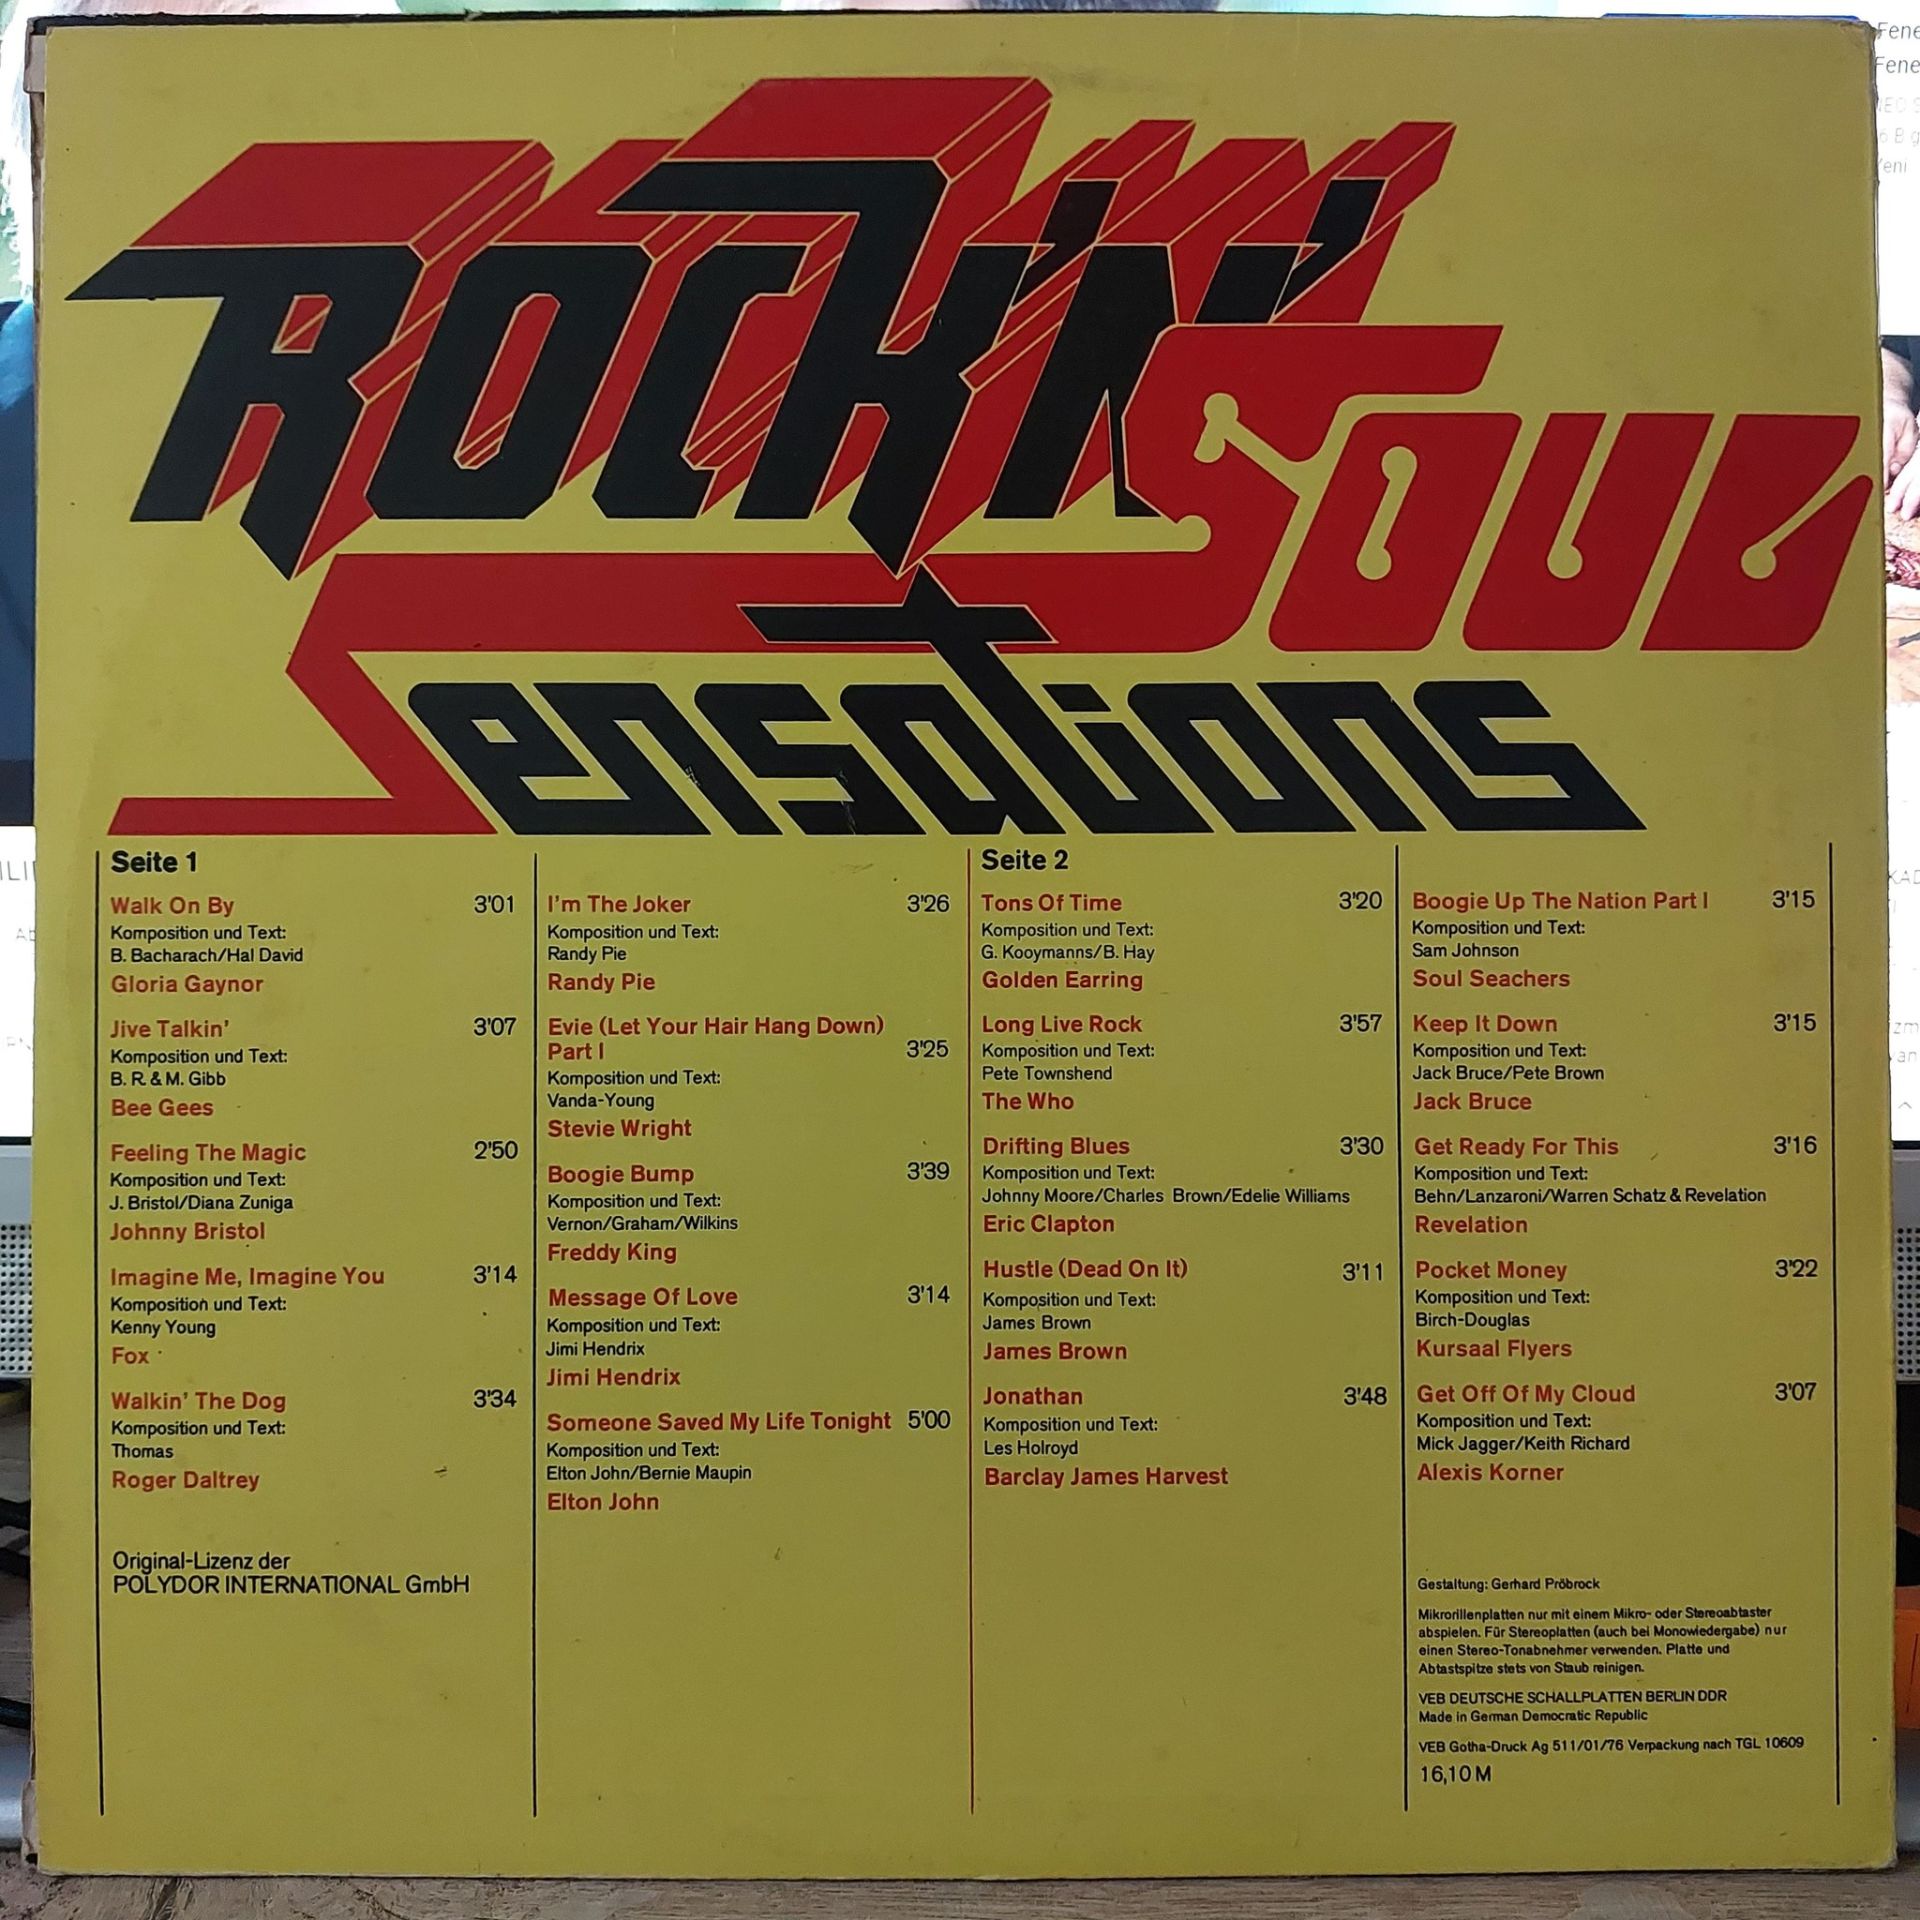 ROCK'N'
SOUL
Sensations
Seite 1
Walk On By 3'01
Komposition und Text:
B. Bacharach/Hal David
Gloria Gaynor
Jive Talkin' 3'07
Komposition und Text:
B. R. & M. Gibb
Bee Gees
Feeling The Magic 2'50
Komposition und Text:
J. Bristol/Diana Zuniga
Johnny Bristol
Imagine Me, Imagine You 3'14
Komposition und Text:
Kenny Young
Fox
Walkin' The Dog 3'34
Komposition und Text:
Thomas
Roger Daltrey
Original-Lizenz der
POLYDOR INTERNATIONAL GmbH
I'm The Joker 3'26
Komposition und Text:
Randy Pie
Randy Pie
Evie (Let Your Hair Hang Down)
Part I 3'25
Komposition und Text:
Vanda-Young
Stevie Wright
Boogie Bump 3'39
Komposition und Text:
Vernon/Graham/Wilkins
Freddy King
Message Of Love 3'14
Komposition und Text:
Jimi Hendrix
Jimi Hendrix
Someone Saved My Life Tonight 5'00
Komposition und Text:
Elton John/Bernie Maupin
Elton John
Seite 2
Tons Of Time 3'20
Komposition und Text:
G. Kooymanns/B. Hay
Golden Earring
Long Live Rock 3'57
Komposition und Text:
Pete Townshend
The Who
Drifting Blues 3'30
Komposition und Text:
Johnny Moore/Charles Brown/Edelie Williams
Eric Clapton
Hustle (Dead On It) 3'11
Komposition und Text:
James Brown
James Brown
Jonathan 3'48
Komposition und Text:
Les Holroyd
Barclay James Harvest
Boogie Up The Nation Part I 3'15
Komposition und Text:
Sam Johnson
Soul Seachers
Keep It Down 3'15
Komposition und Text:
Jack Bruce/Pete Brown
Jack Bruce
Get Ready For This 3'16
Komposition und Text:
Behn/Lanzaroni/Warren Schatz & Revelation
Revelation
Pocket Money 3'22
Komposition und Text:
Birch-Douglas
Kursaal Flyers
Get Off Of My Cloud 3'07
Komposition und Text:
Mick Jagger/Keith Richard
Alexis Korner
Gestaltung: Gerhard Pröbrock
Mikrorillenplatten nur mit einem Mikro- oder Stereoabtaster
abspielen. Für Stereoplatten (auch bei Monowiedergabe) nur
einen Stereo-Tonabnehmer verwenden. Platte und
Abtastspitze stets von Staub reinigen.
VEB DEUTSCHE SCHALLPLATTEN BERLIN DDR
Made in German Democratic Republic
VEB Gotha-Druck Ag 511/01/76 Verpackung nach TGL 10609
16,10 M